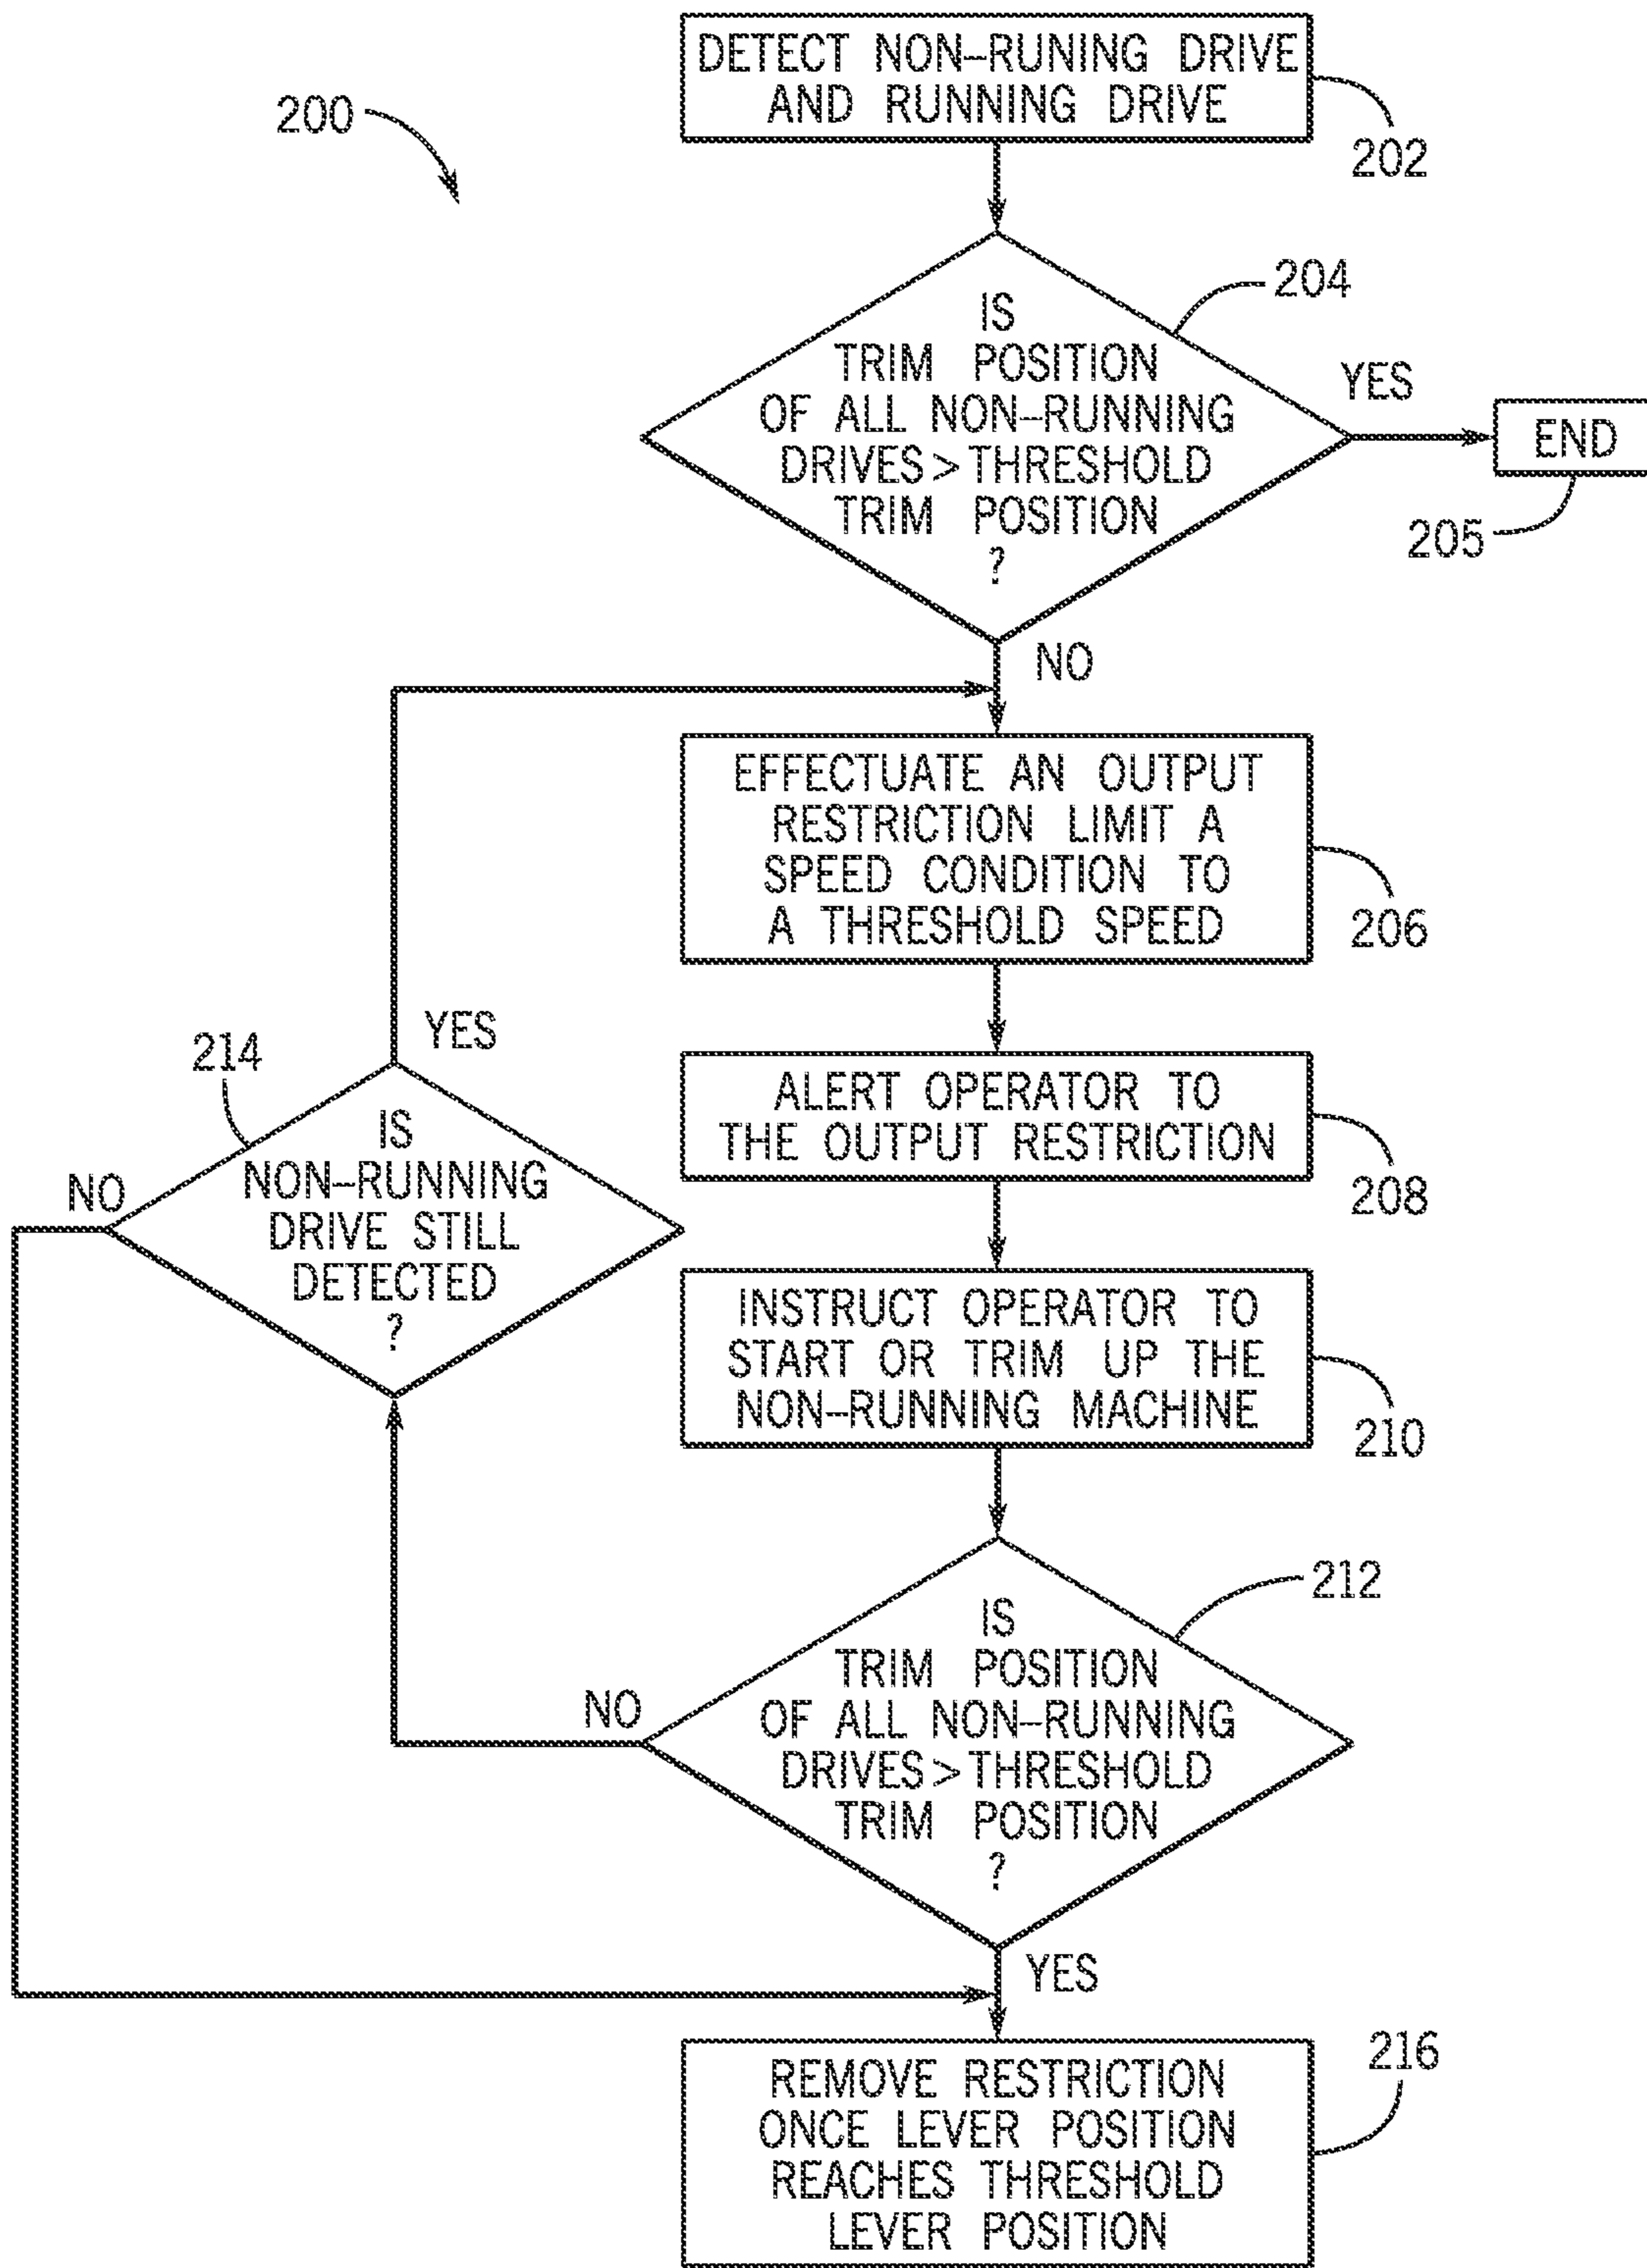 DETECT NON-RUNING DRIVE
AND RUNNING DRIVE
200
202
204
IS
TRIM POSITION
OF ALL NON-RUNNING
DRIVES > THRESHOLD
TRIM POSITION
?
YES
END
205
NO
EFFECTUATE AN OUTPUT
RESTRICTION LIMIT A
SPEED CONDITION TO
A THRESHOLD SPEED
206
YES
214
ALERT OPERATOR TO
THE OUTPUT RESTRICTION
208
IS
NON-RUNNING
DRIVE STILL
DETECTED
?
NO
INSTRUCT OPERATOR TO
START OR TRIM UP THE
NON-RUNNING MACHINE
210
212
IS
TRIM POSITION
OF ALL NON-RUNNING
DRIVES > THRESHOLD
TRIM POSITION
?
NO
YES
REMOVE RESTRICTION
ONCE LEVER POSITION
REACHES THRESHOLD
LEVER POSITION
216